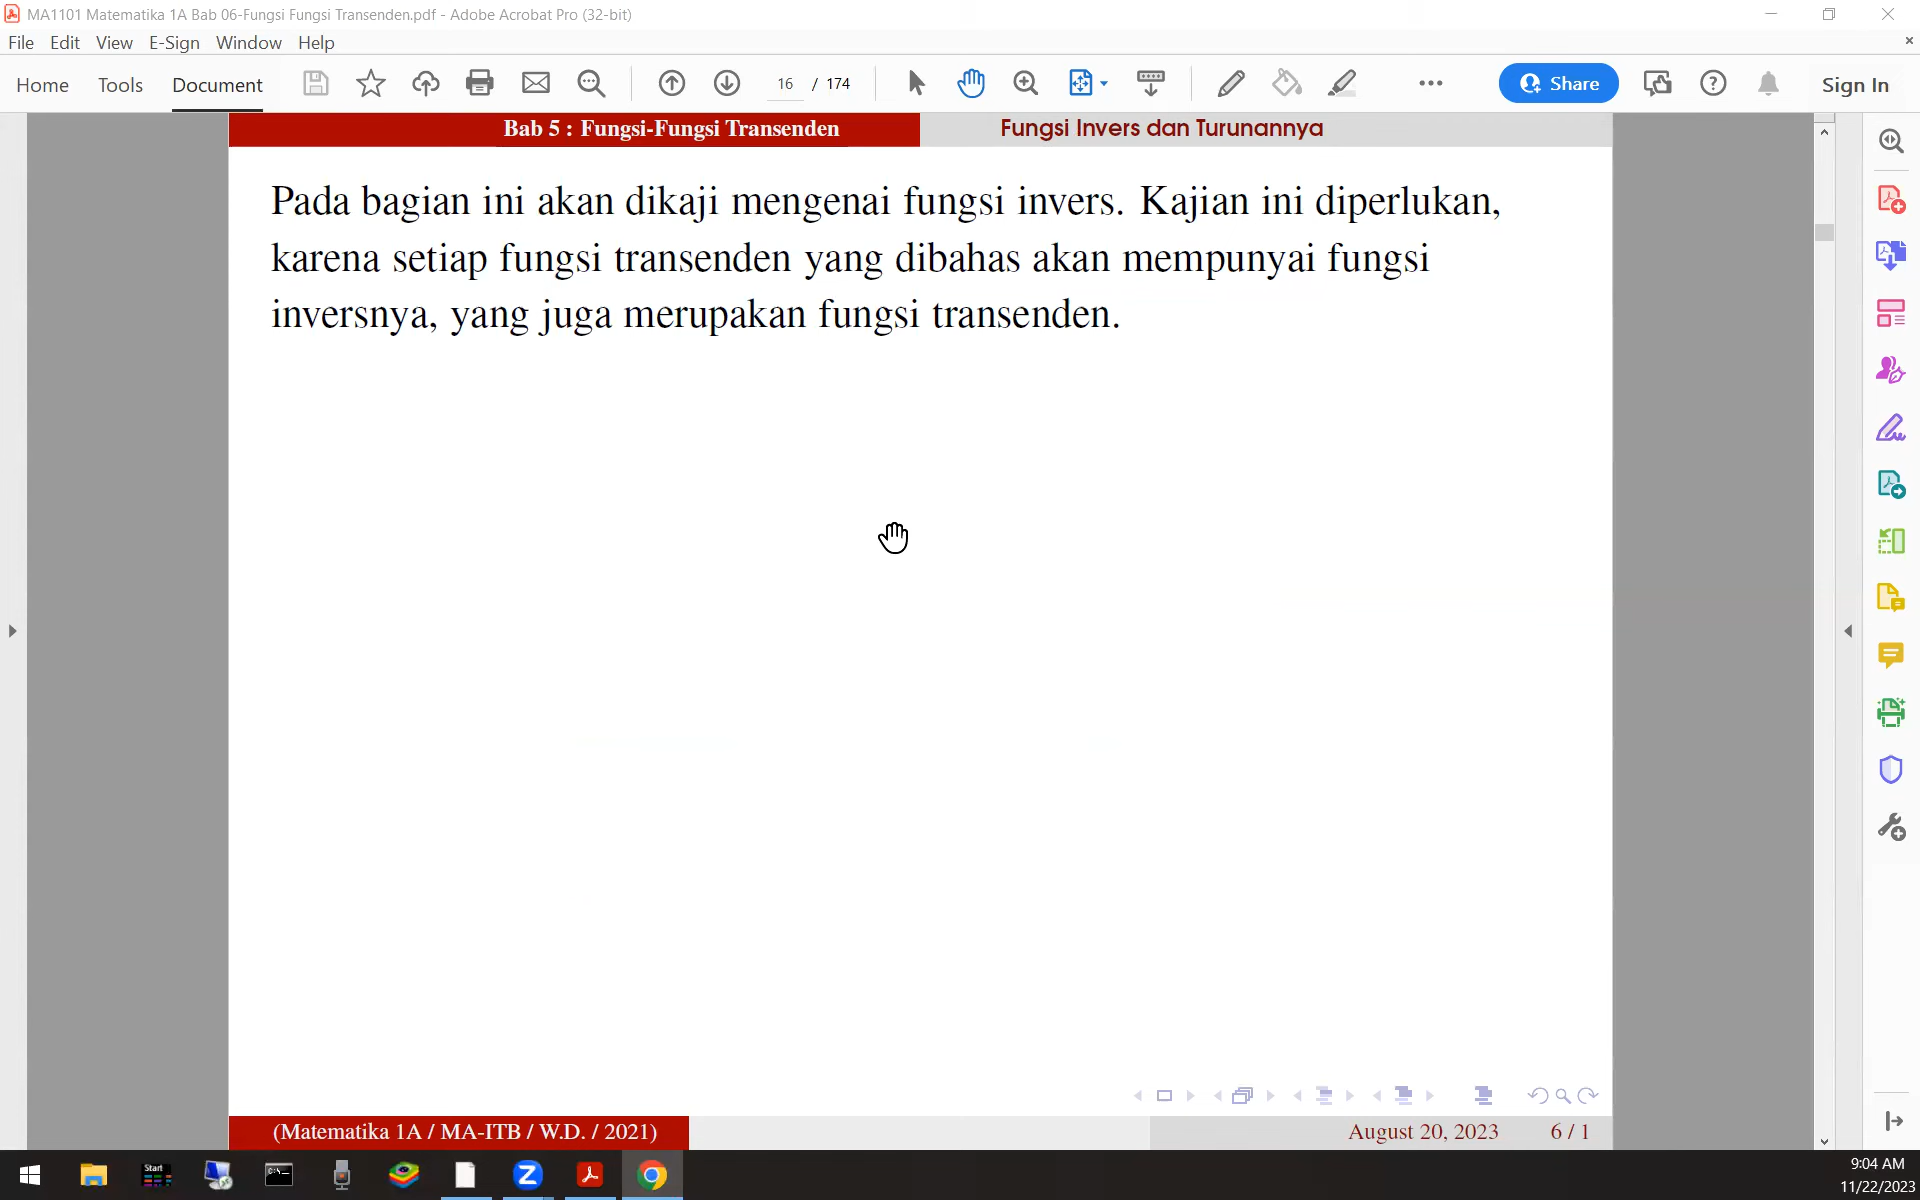 MA1101 Matematika 1A Bab 06-Fungsi Fungsi Transenden.pdf - Adobe Acrobat Pro (32-bit)
File Edit View E-Sign Window Help
Home Tools Document 16 / 174 Share Sign In
Bab 5 : Fungsi-Fungsi Transenden Fungsi Invers dan Turunannya
Pada bagian ini akan dikaji mengenai fungsi invers. Kajian ini diperlukan,
karena setiap fungsi transenden yang dibahas akan mempunyai fungsi
inversnya, yang juga merupakan fungsi transenden.
(Matematika 1A / MA-ITB / W.D. / 2021) August 20, 2023 6 / 1
Start
9:04 AM
11/22/2023